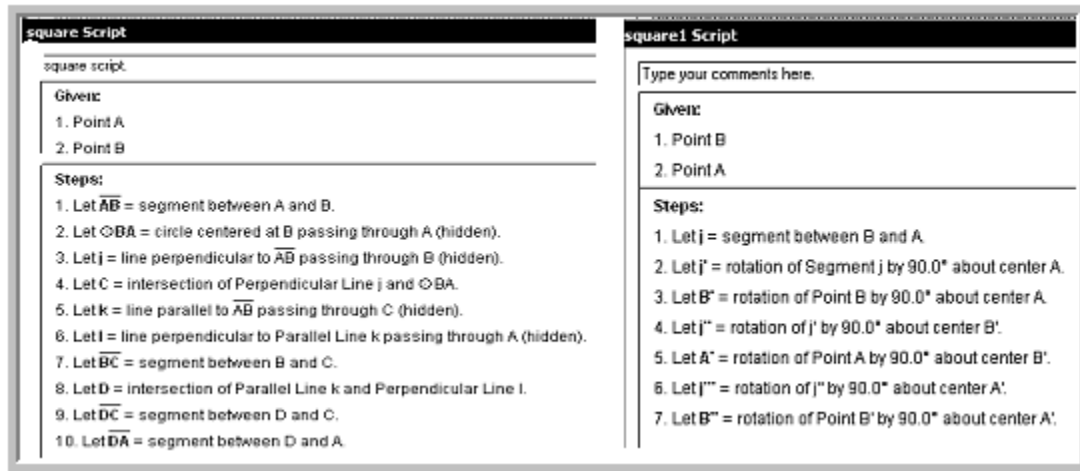 square Script
square script.
Given:
1. Point A
2. Point B
Steps:
1. Let A̅B̅ = segment between A and B.
2. Let ⊙BA = circle centered at B passing through A (hidden).
3. Let j = line perpendicular to A̅B̅ passing through B (hidden).
4. Let C = intersection of Perpendicular Line j and ⊙BA.
5. Let k = line parallel to A̅B̅ passing through C (hidden).
6. Let l = line perpendicular to Parallel Line k passing through A (hidden).
7. Let B̅C̅ = segment between B and C.
8. Let D = intersection of Parallel Line k and Perpendicular Line l.
9. Let D̅C̅ = segment between D and C.
10. Let D̅A̅ = segment between D and A.
square1 Script
Type your comments here.
Given:
1. Point B
2. Point A
Steps:
1. Let j = segment between B and A.
2. Let j' = rotation of Segment j by 90.0° about center A.
3. Let B' = rotation of Point B by 90.0° about center A.
4. Let j'' = rotation of j' by 90.0° about center B'.
5. Let A' = rotation of Point A by 90.0° about center B'.
6. Let j''' = rotation of j'' by 90.0° about center A'.
7. Let B'' = rotation of Point B' by 90.0° about center A'.